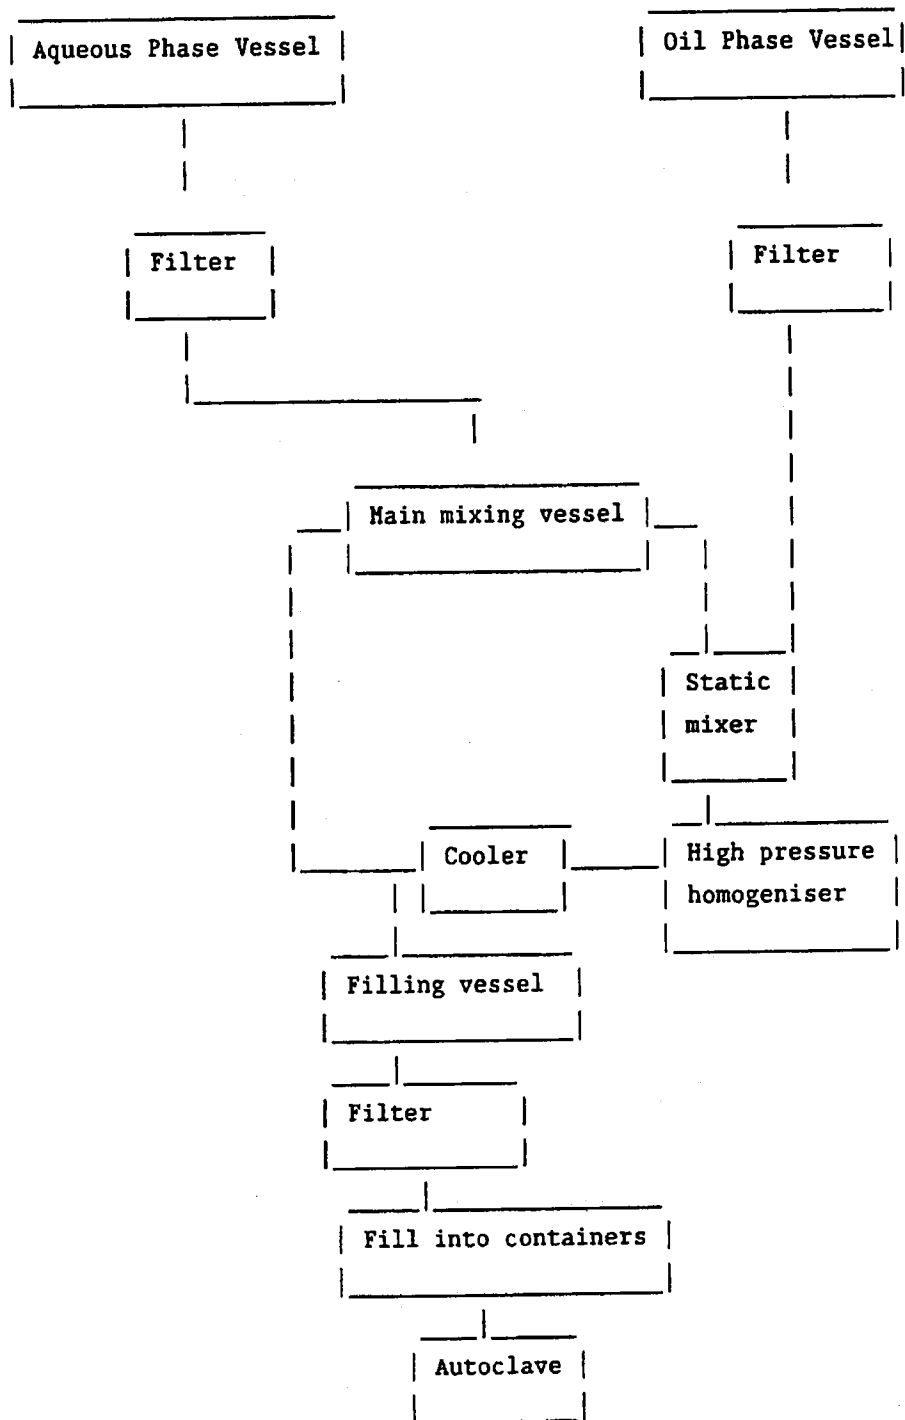 Aqueous Phase Vessel
Oil Phase Vessel
Filter
Filter
Main mixing vessel
Static
mixer
Cooler
High pressure
homogeniser
Filling vessel
Filter
Fill into containers
Autoclave